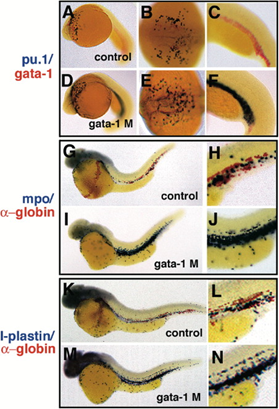 A B C
pu.1/
gata-1
control
D E F
gata-1 M
G H
control
mpo/
α-globin
I J
gata-1 M
K L
control
l-plastin/
α-globin
M N
gata-1 M